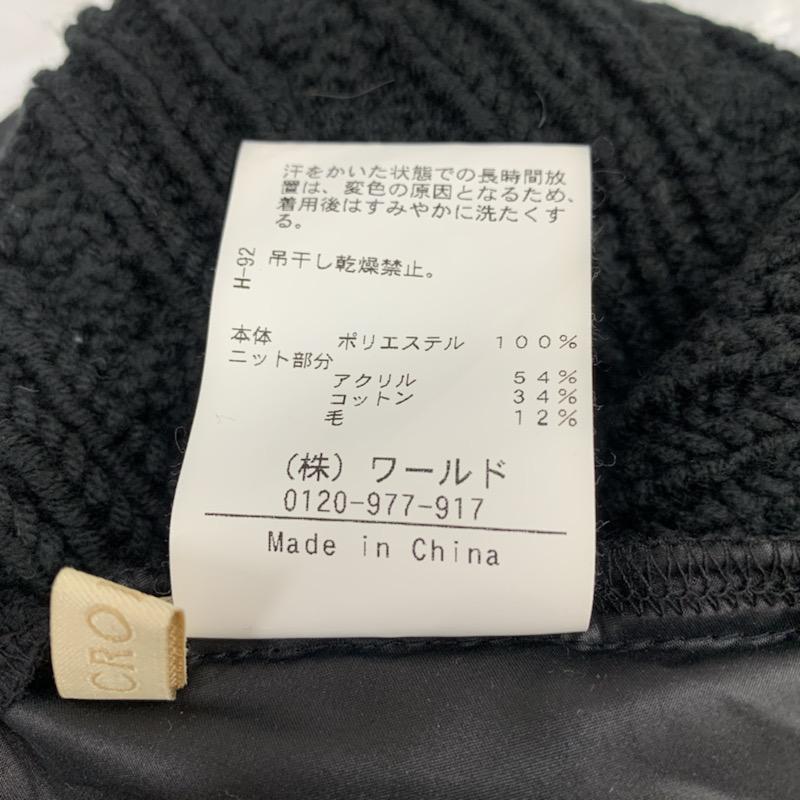 汗をかいた状態での長時間放
置は、変色の原因となるため、
着用後はすみやかに洗たくす
る。
H-92
吊干し乾燥禁止。
本体 ポリエステル 100%
ニット部分
アクリル 54%
コットン 34%
毛 12%
(株) ワールド
0120-977-917
Made in China
CRO